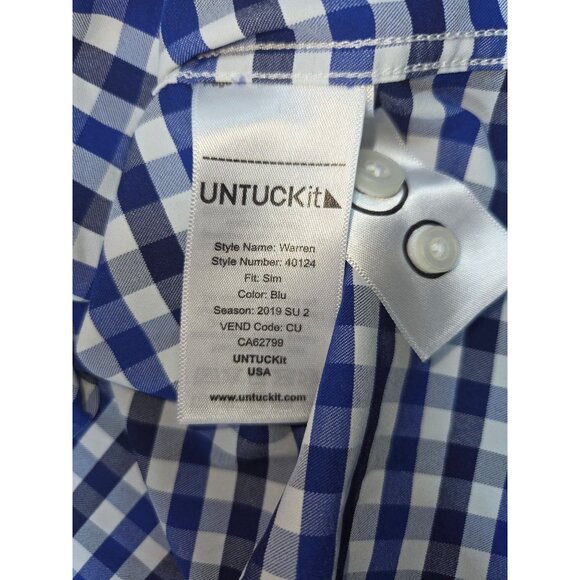 UNTUCKit
Style Name: Warren
Style Number: 40124
Fit: Slm
Color: Blu
Season: 2019 SU 2
VEND Code: CU
CA62799
UNTUCKit
USA
www.untuckit.com